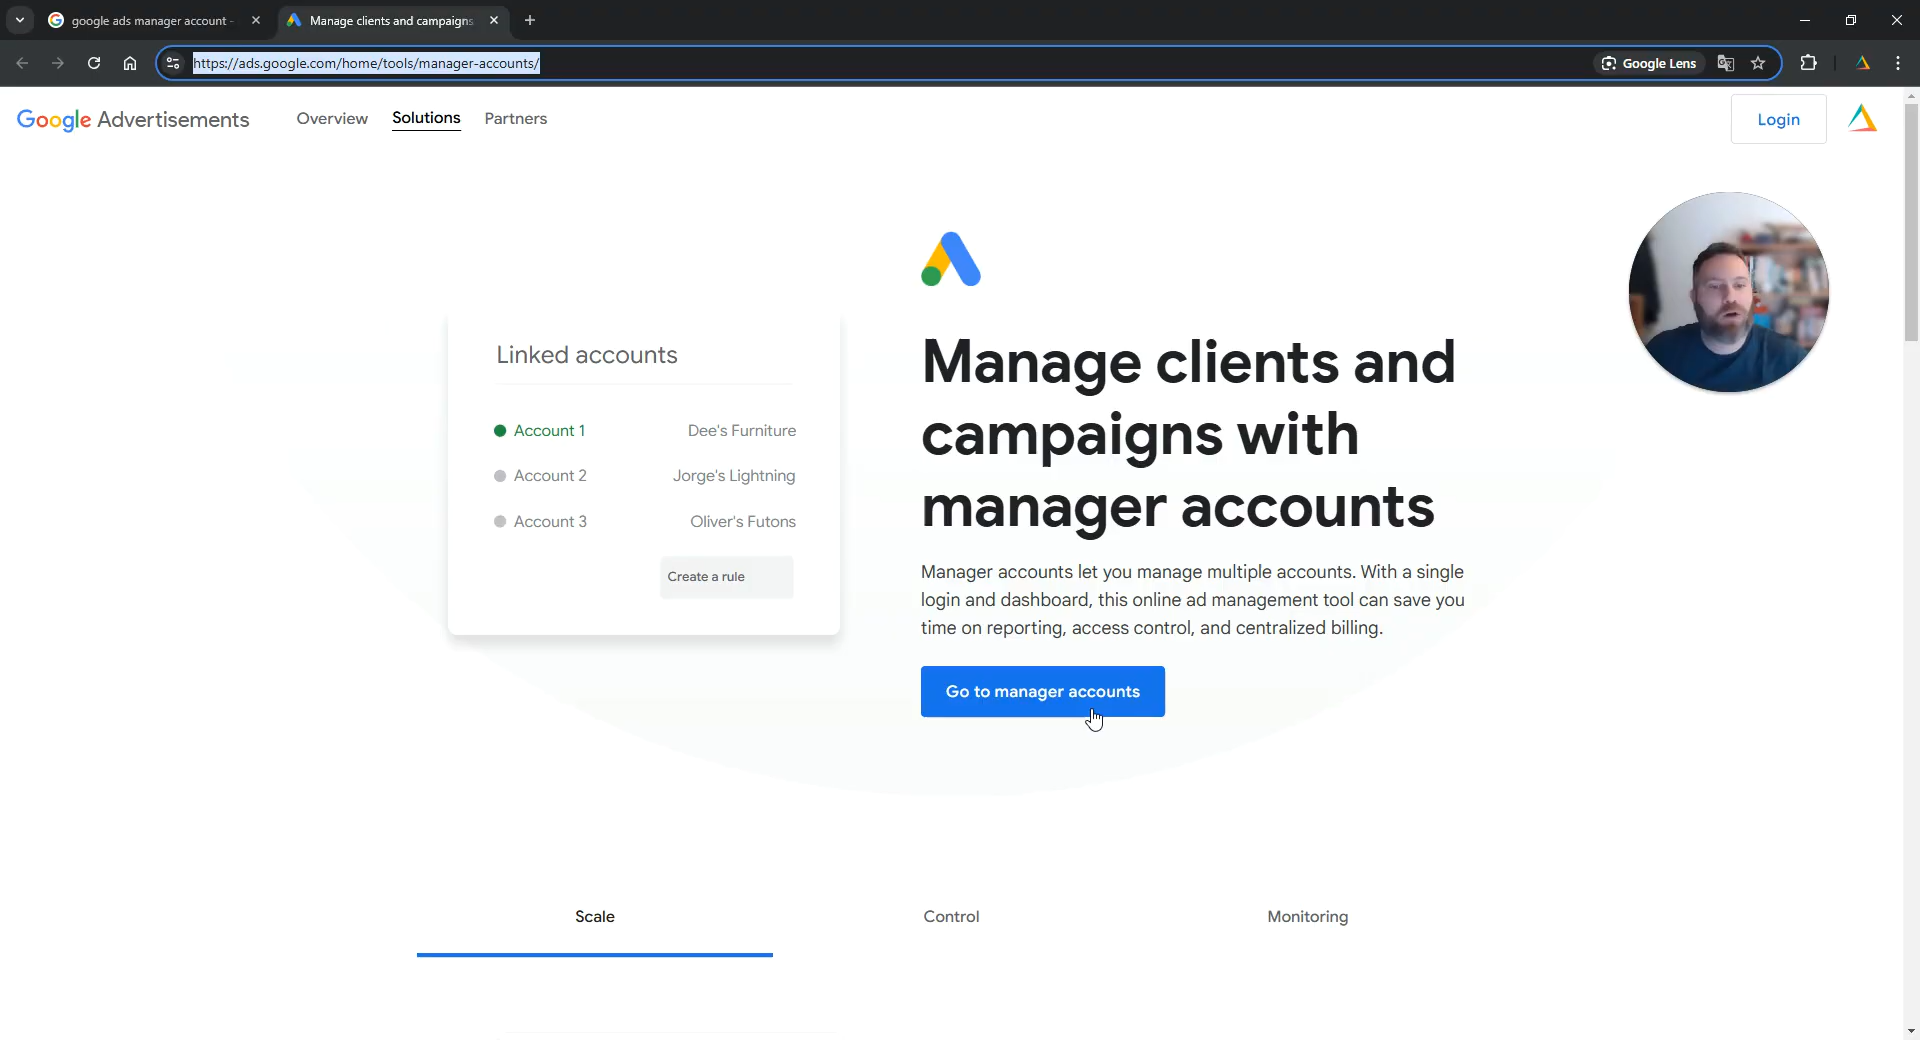 google ads manager account -
Manage clients and campaigns
https://ads.google.com/home/tools/manager-accounts/
Google Lens
Google Advertisements
Overview
Solutions
Partners
Login
Linked accounts
Account 1
Dee's Furniture
Account 2
Jorge's Lightning
Account 3
Oliver's Futons
Create a rule
Manage clients and
campaigns with
manager accounts
Manager accounts let you manage multiple accounts. With a single
login and dashboard, this online ad management tool can save you
time on reporting, access control, and centralized billing.
Go to manager accounts
Scale
Control
Monitoring